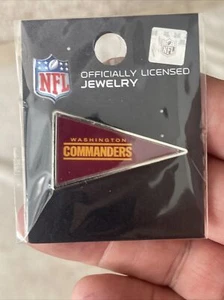 NFL
OFFICIALLY LICENSED
JEWELRY
WASHINGTON
COMMANDERS